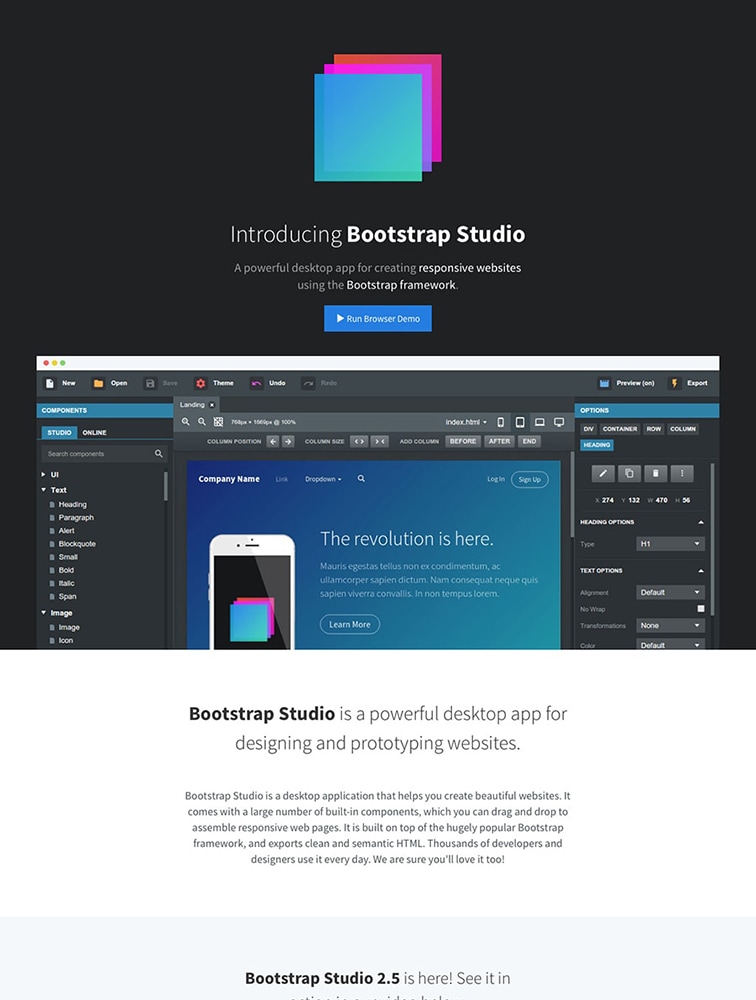 Introducing Bootstrap Studio
A powerful desktop app for creating responsive websites
using the Bootstrap framework.
Run Browser Demo
New Open Save Theme Undo Redo Preview (on) Export
COMPONENTS
STUDIO ONLINE
Search components
UI
Text
Heading
Paragraph
Alert
Blockquote
Small
Bold
Italic
Span
Image
Image
Icon
Landing
768px × 1669px @ 100% index.html
COLUMN POSITION COLUMN SIZE ADD COLUMN BEFORE AFTER END
Company Name Link Dropdown Log In Sign Up
The revolution is here.
Mauris egestas tellus non ex condimentum, ac
ullamcorper sapien dictum. Nam consequat neque quis
sapien viverra convallis. In non tempus lorem.
Learn More
OPTIONS
DIV CONTAINER ROW COLUMN
HEADING
X 274 Y 132 W 470 H 56
HEADING OPTIONS
Type H1
TEXT OPTIONS
Alignment Default
No Wrap
Transformations None
Color Default
Bootstrap Studio is a powerful desktop app for
designing and prototyping websites.
Bootstrap Studio is a desktop application that helps you create beautiful websites. It
comes with a large number of built-in components, which you can drag and drop to
assemble responsive web pages. It is built on top of the hugely popular Bootstrap
framework, and exports clean and semantic HTML. Thousands of developers and
designers use it every day. We are sure you'll love it too!
Bootstrap Studio 2.5 is here! See it in
action in our video below